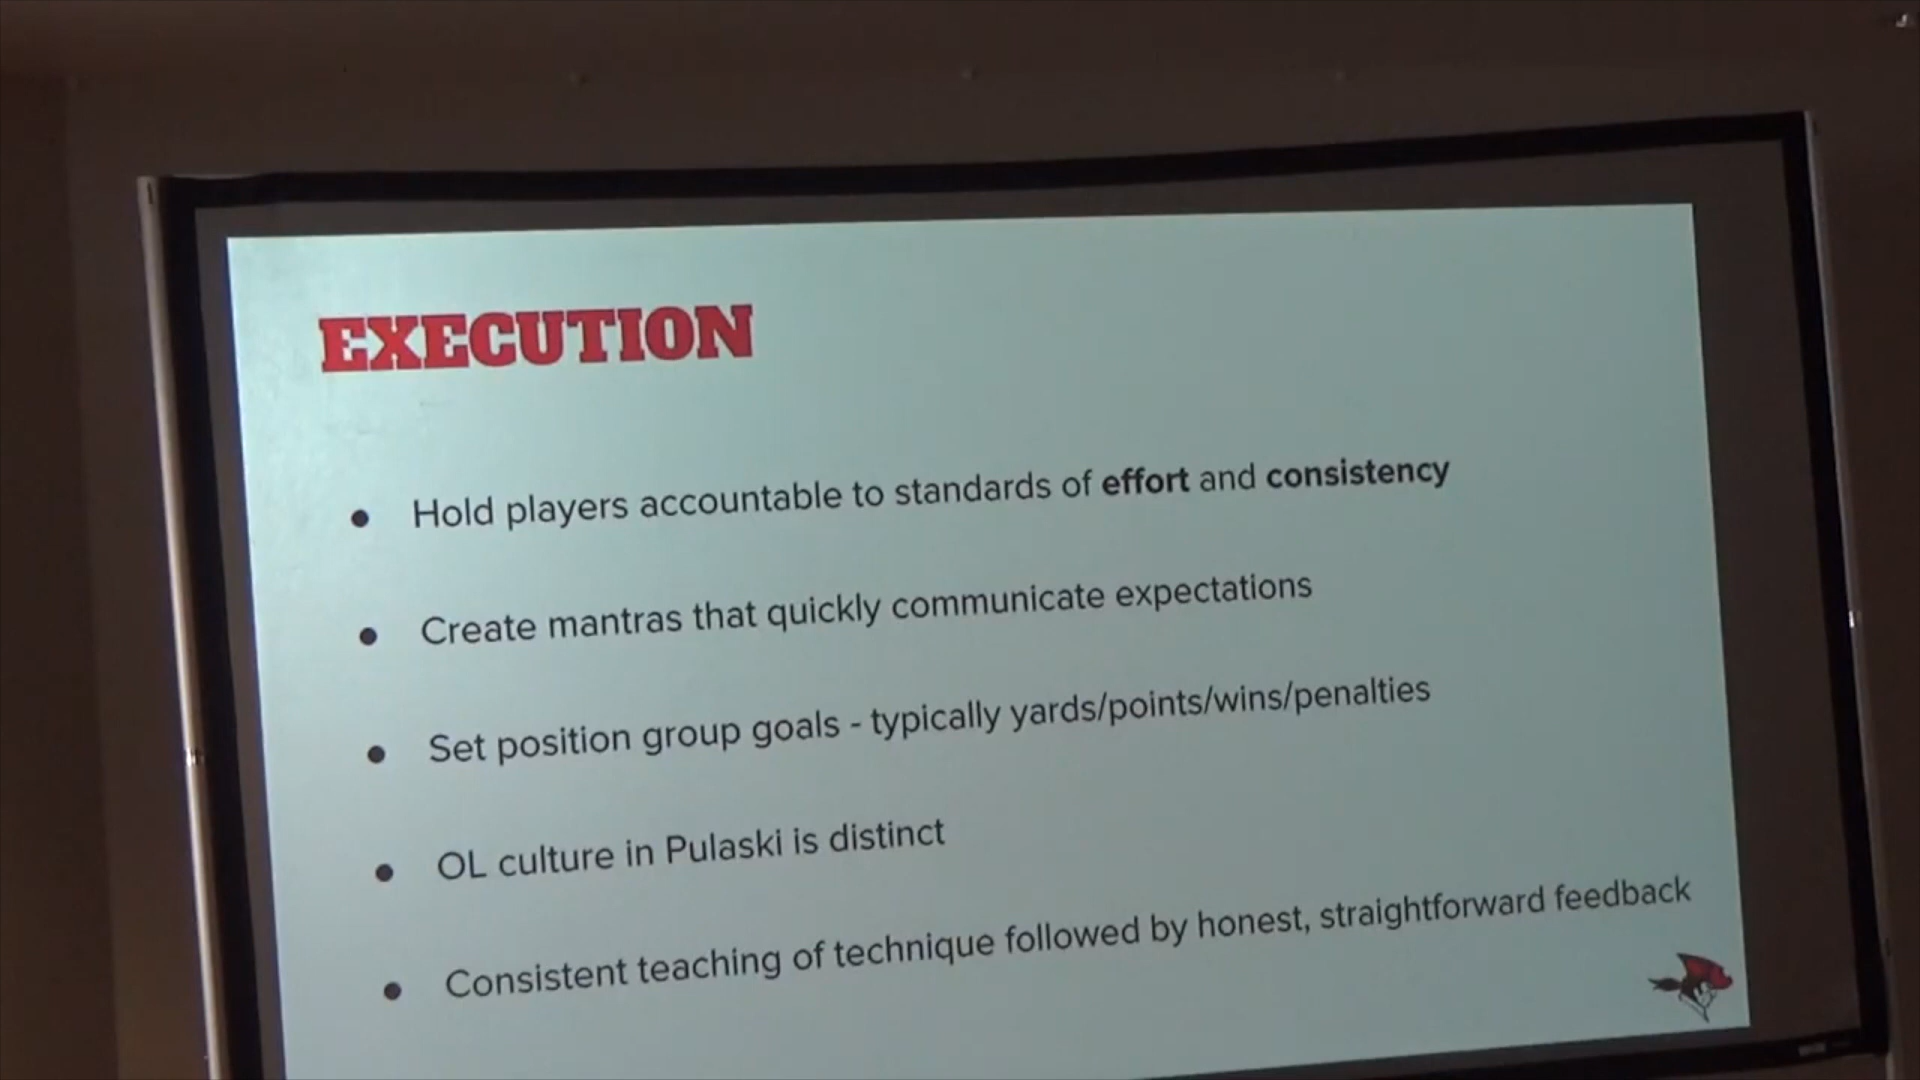 EXECUTION
● Hold players accountable to standards of effort and consistency
● Create mantras that quickly communicate expectations
● Set position group goals - typically yards/points/wins/penalties
● OL culture in Pulaski is distinct
● Consistent teaching of technique followed by honest, straightforward feedback